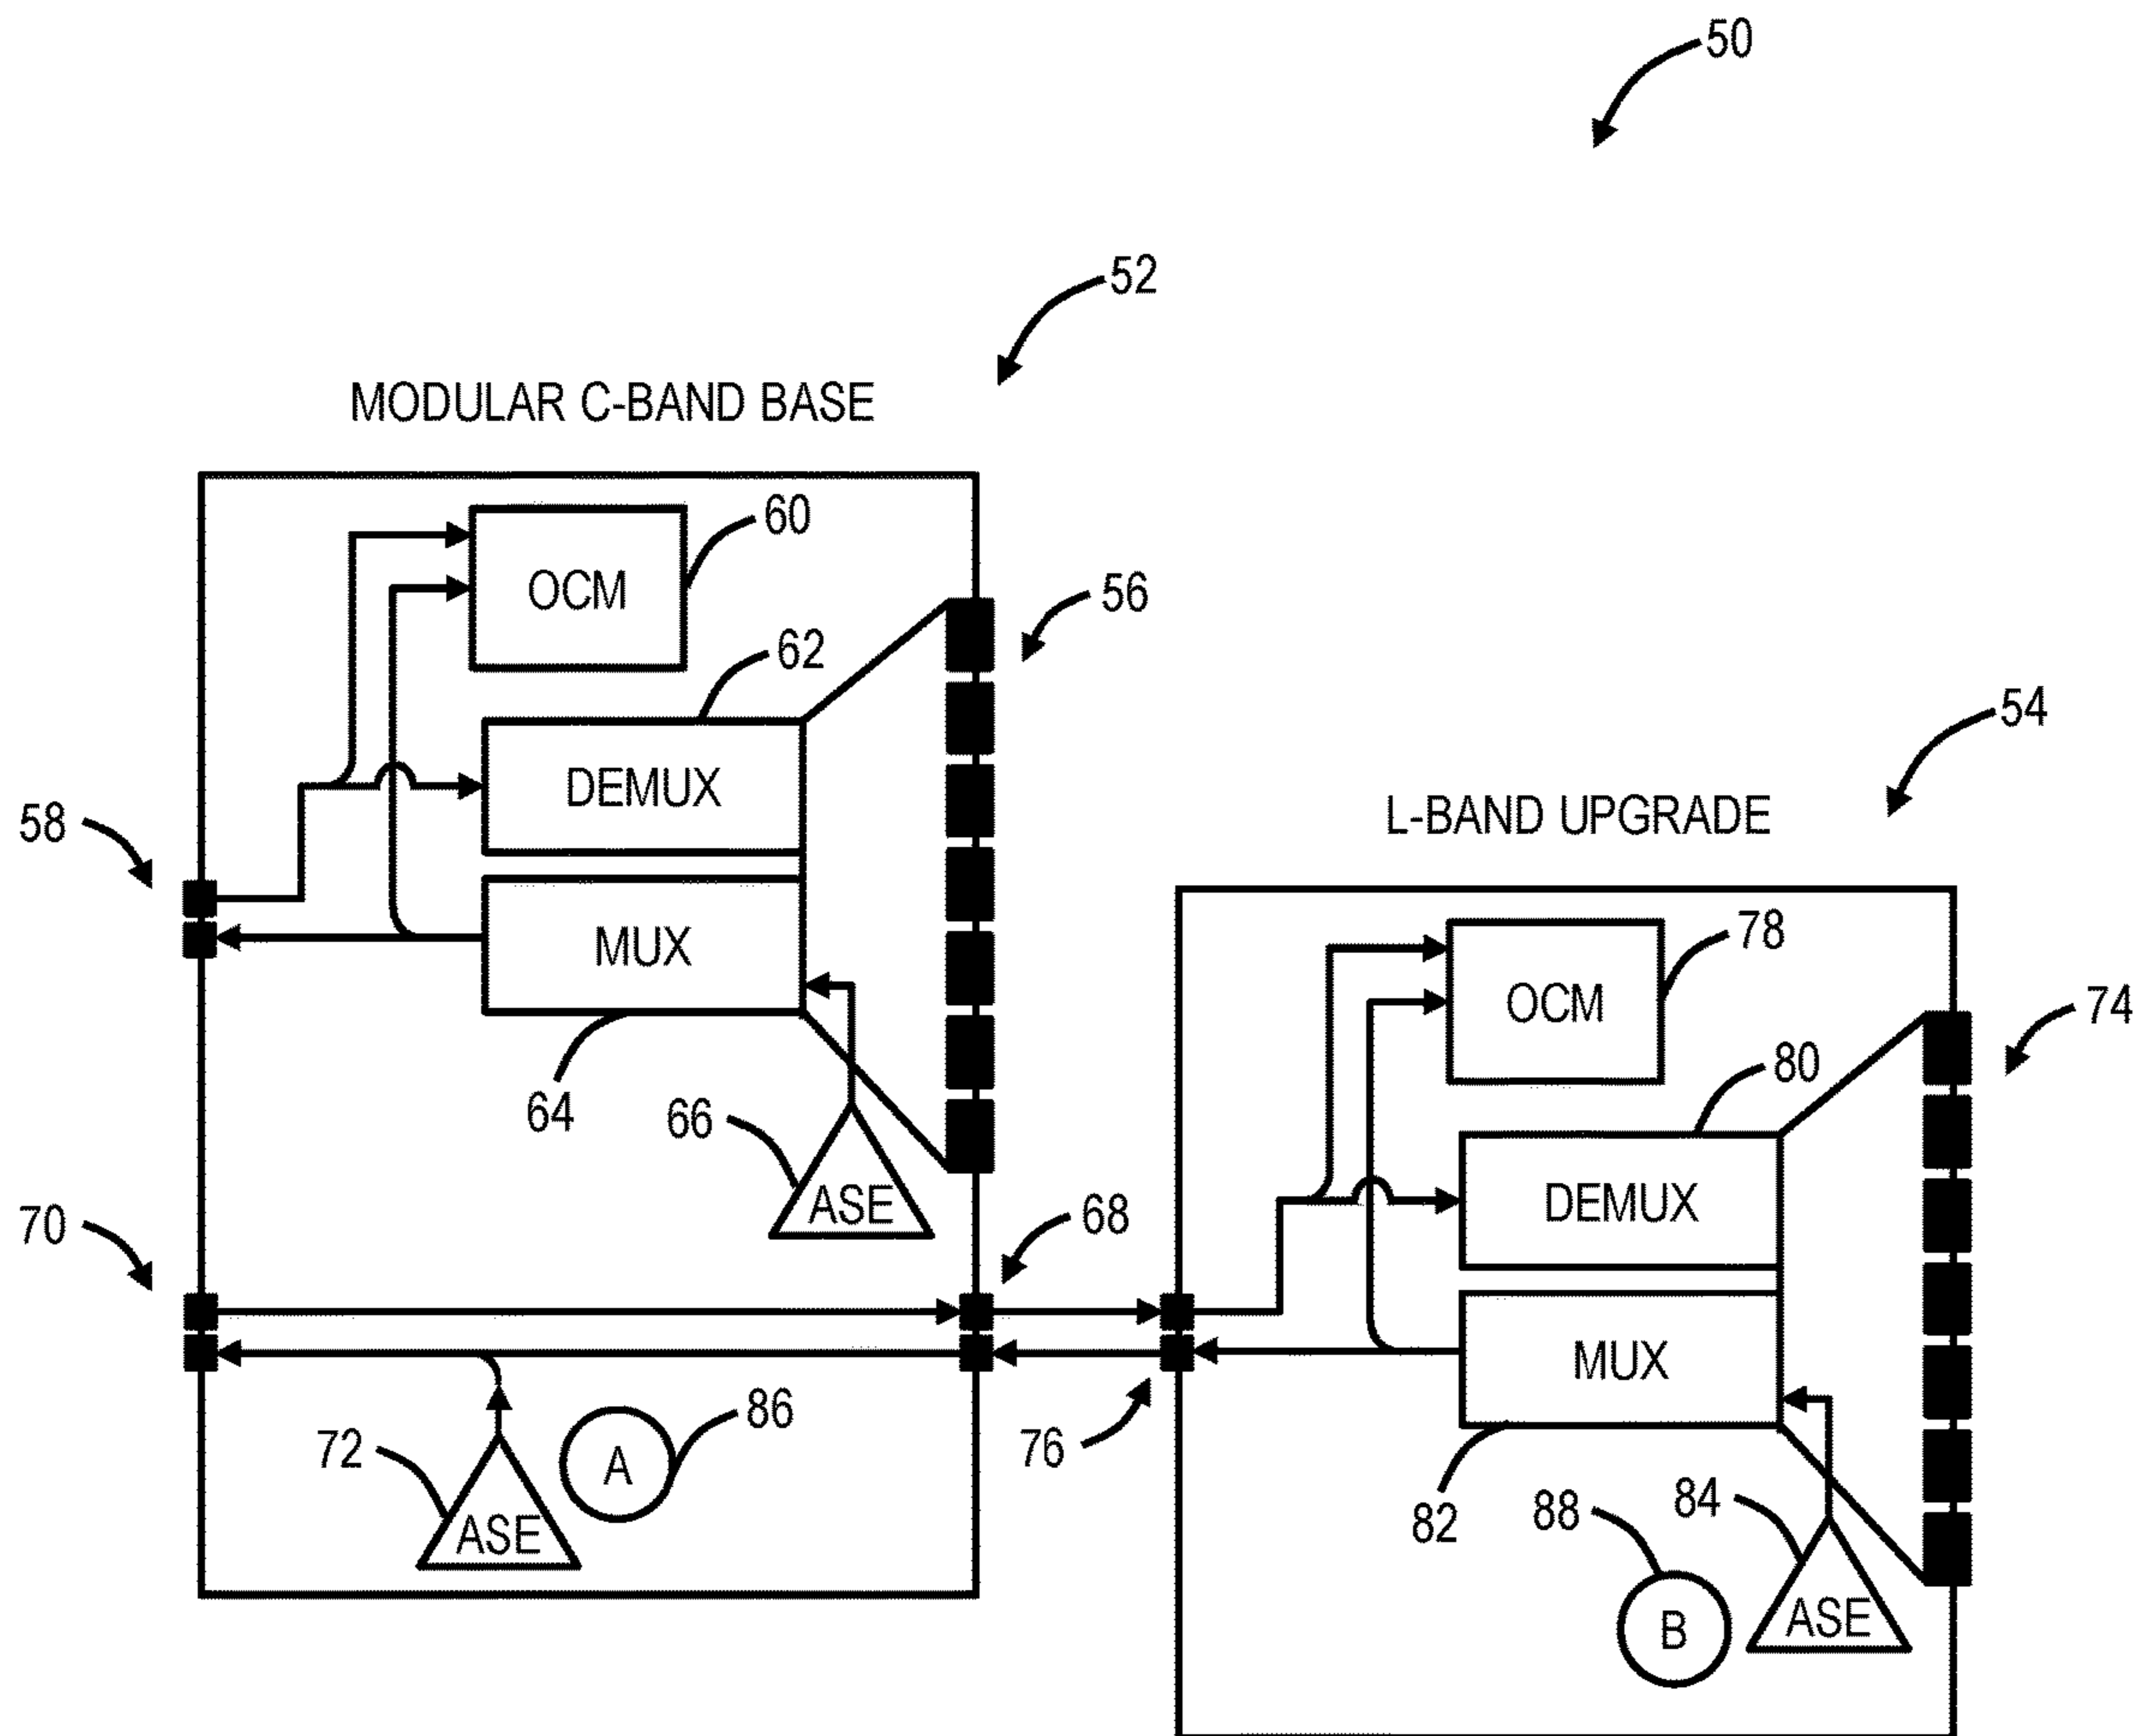 50
52
MODULAR C-BAND BASE
60
OCM
56
62
54
DEMUX
L-BAND UPGRADE
58
MUX
78
OCM
74
64
66
80
ASE
DEMUX
70
68
MUX
86
A
72
76
ASE
82
88
84
B
ASE